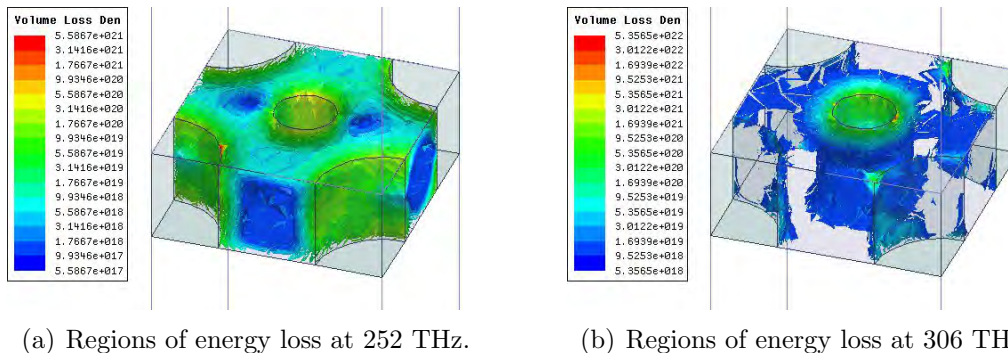 Volume Loss Den
5.5867e+021
3.1416e+021
1.7667e+021
9.9346e+020
5.5867e+020
3.1416e+020
1.7667e+020
9.9346e+019
5.5867e+019
3.1416e+019
1.7667e+019
9.9346e+018
5.5867e+018
3.1416e+018
1.7667e+018
9.9346e+017
5.5867e+017
Volume Loss Den
5.3565e+022
3.0122e+022
1.6939e+022
9.5253e+021
5.3565e+021
3.0122e+021
1.6939e+021
9.5253e+020
5.3565e+020
3.0122e+020
1.6939e+020
9.5253e+019
5.3565e+019
3.0122e+019
1.6939e+019
9.5253e+018
5.3565e+018
(a) Regions of energy loss at 252 THz.
(b) Regions of energy loss at 306 TH